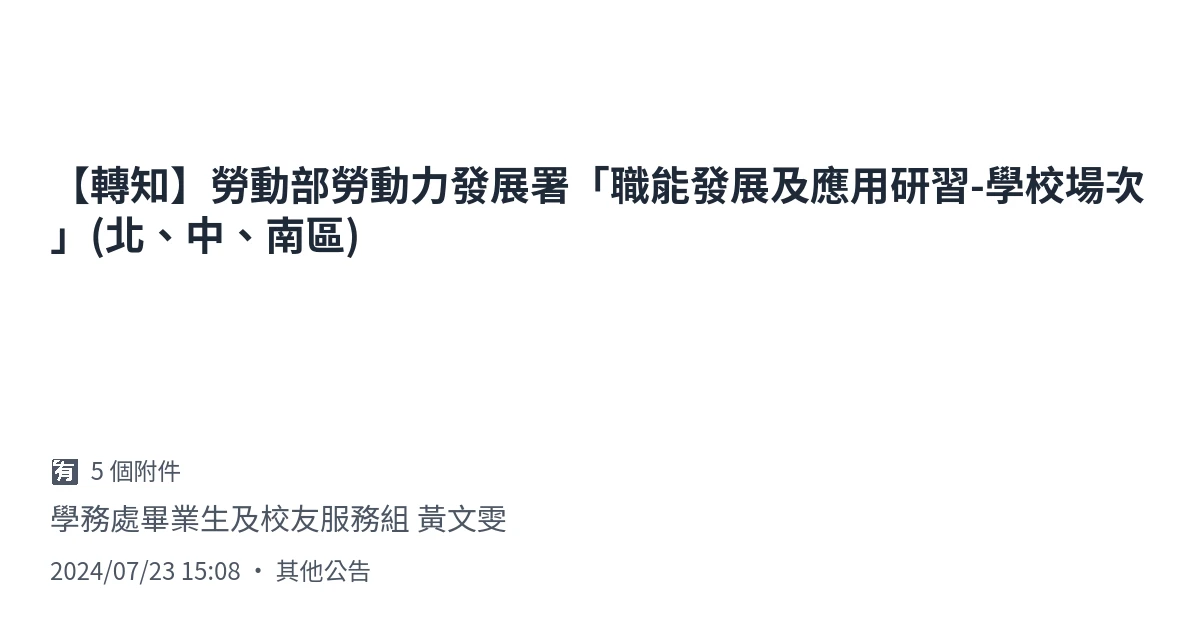 【轉知】勞動部勞動力發展署「職能發展及應用研習-學校場次
」(北、中、南區)
🈶 5 個附件
學務處畢業生及校友服務組 黃文雯
2024/07/23 15:08 • 其他公告